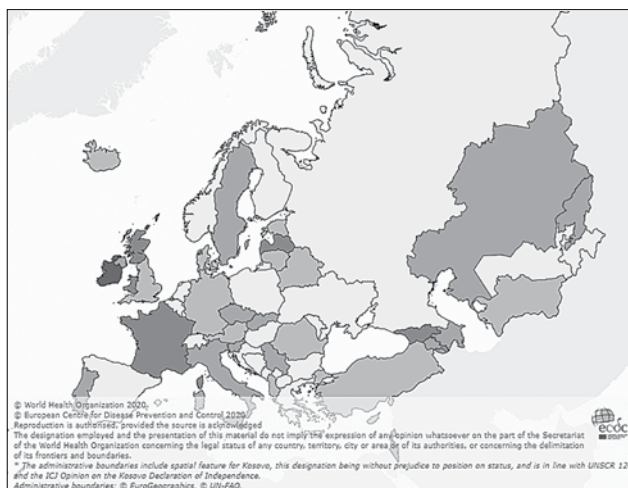 © World Health Organization 2020.
© European Centre for Disease Prevention and Control 2020.
Reproduction is authorised, provided the source is acknowledged
The designation employed and the presentation of this material do not imply the expression of any opinion whatsoever on the part of the Secretariat
of the World Health Organization concerning the legal status of any country, territory, city or area or of its authorities, or concerning the delimitation
of its frontiers and boundaries.
* The administrative boundaries include spatial feature for Kosovo, this designation being without prejudice to position on status, and is in line with UNSCR 12
and the ICJ Opinion on the Kosovo Declaration of Independence.
Administrative boundaries: © EuroGeographics, © UN-FAO.
ecdc